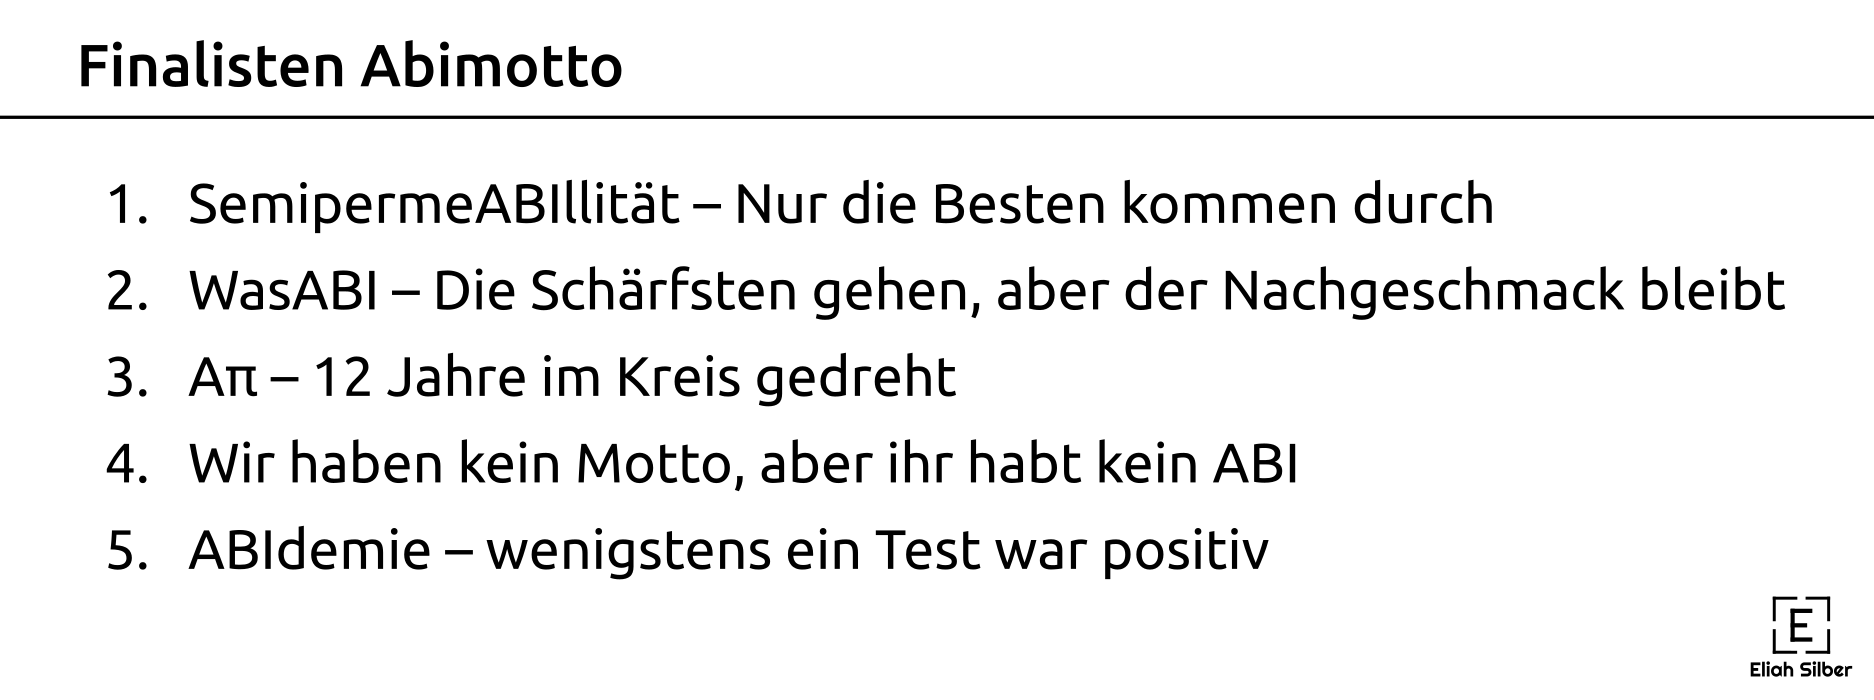 Finalisten Abimotto
1. SemipermeABIllität – Nur die Besten kommen durch
2. WasABI – Die Schärfsten gehen, aber der Nachgeschmack bleibt
3. Aπ – 12 Jahre im Kreis gedreht
4. Wir haben kein Motto, aber ihr habt kein ABI
5. ABIdemie – wenigstens ein Test war positiv
E
Eliah Silber